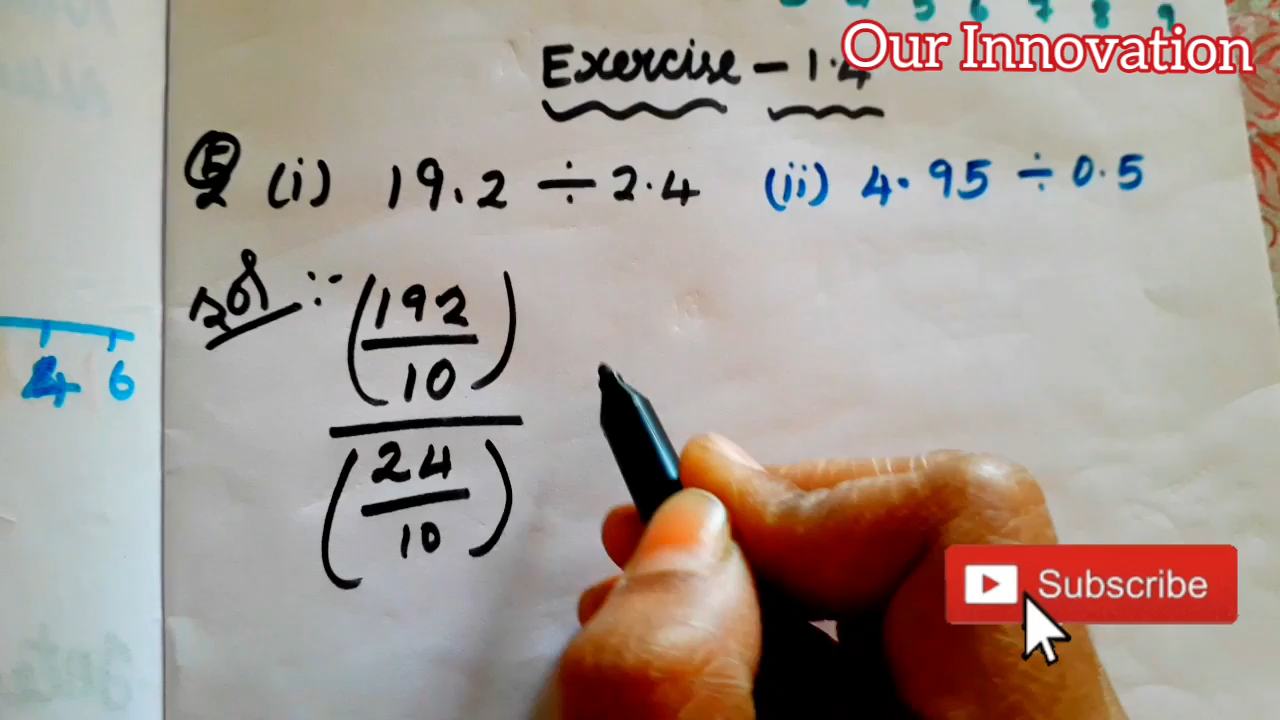 Our Innovation
Exercise - 1.4
5 (i) 19.2 ÷ 2.4 (ii) 4.95 ÷ 0.5
sol :- (192/10)
(24/10)
4 6
Subscribe